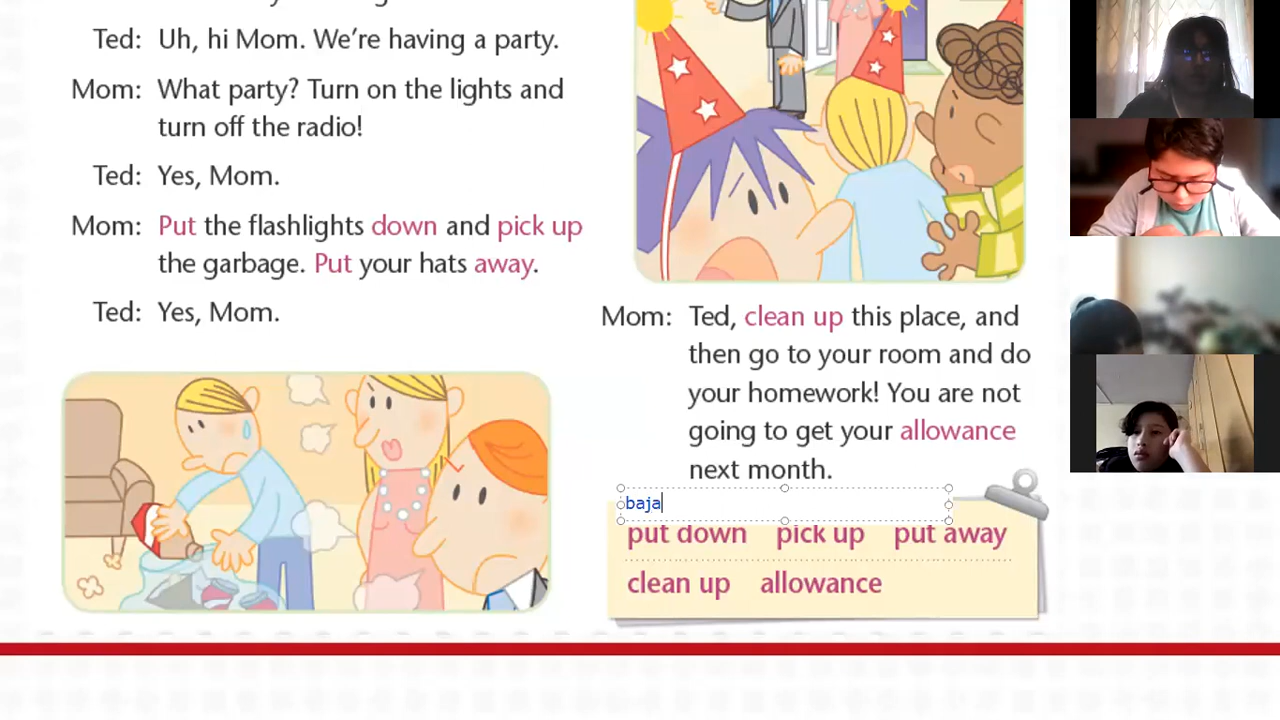 Ted: Uh, hi Mom. We're having a party.
Mom: What party? Turn on the lights and
turn off the radio!
Ted: Yes, Mom.
Mom: Put the flashlights down and pick up
the garbage. Put your hats away.
Ted: Yes, Mom.
Mom: Ted, clean up this place, and
then go to your room and do
your homework! You are not
going to get your allowance
next month.
baja
put down pick up put away
clean up allowance